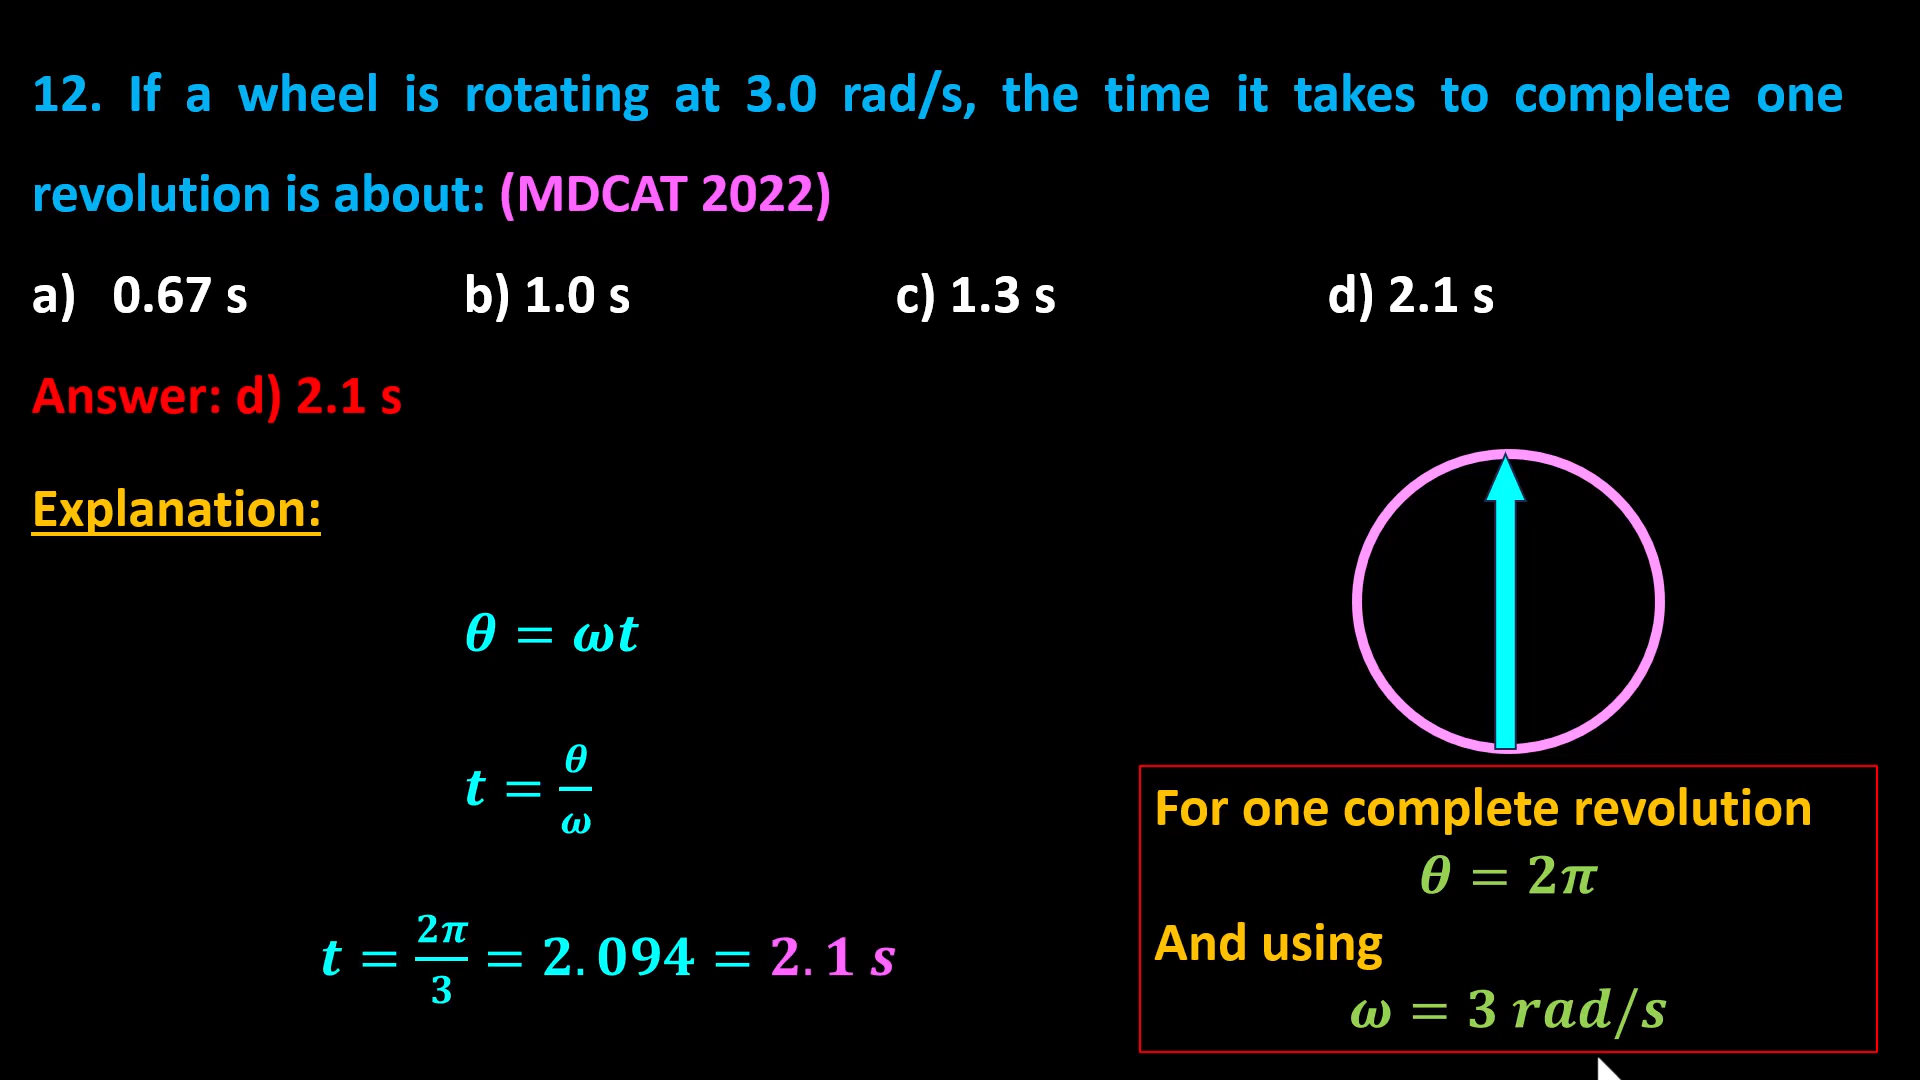 12. If a wheel is rotating at 3.0 rad/s, the time it takes to complete one
revolution is about: (MDCAT 2022)
a) 0.67 s b) 1.0 s c) 1.3 s d) 2.1 s
Answer: d) 2.1 s
Explanation:
θ = ωt
t = θ/ω
t = 2π/3 = 2.094 = 2.1 s
For one complete revolution
θ = 2π
And using
ω = 3 rad/s